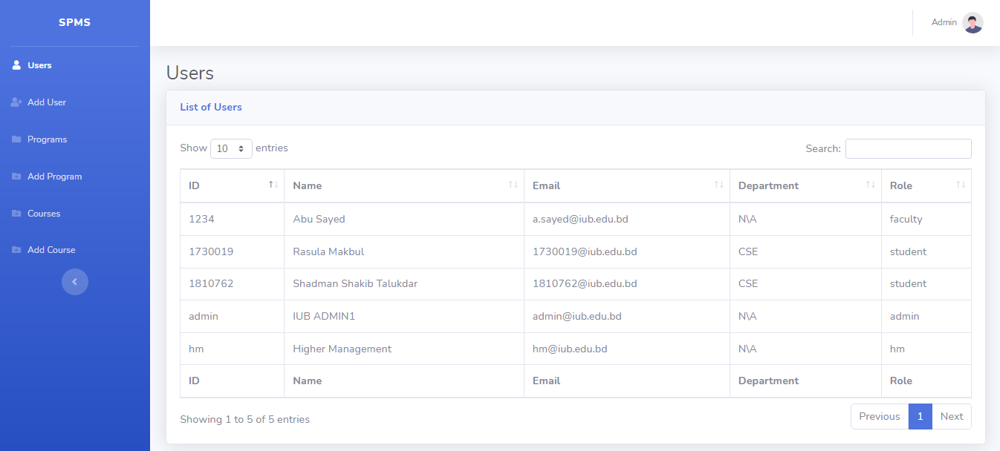 SPMS
Admin
Users
Add User
Programs
Add Program
Courses
Add Course
Users
List of Users
Show 10 entries
Search:
ID Name Email Department Role
1234 Abu Sayed a.sayed@iub.edu.bd N\A faculty
1730019 Rasula Makbul 1730019@iub.edu.bd CSE student
1810762 Shadman Shakib Talukdar 1810762@iub.edu.bd CSE student
admin IUB ADMIN1 admin@iub.edu.bd N\A admin
hm Higher Management hm@iub.edu.bd N\A hm
ID Name Email Department Role
Showing 1 to 5 of 5 entries
Previous 1 Next